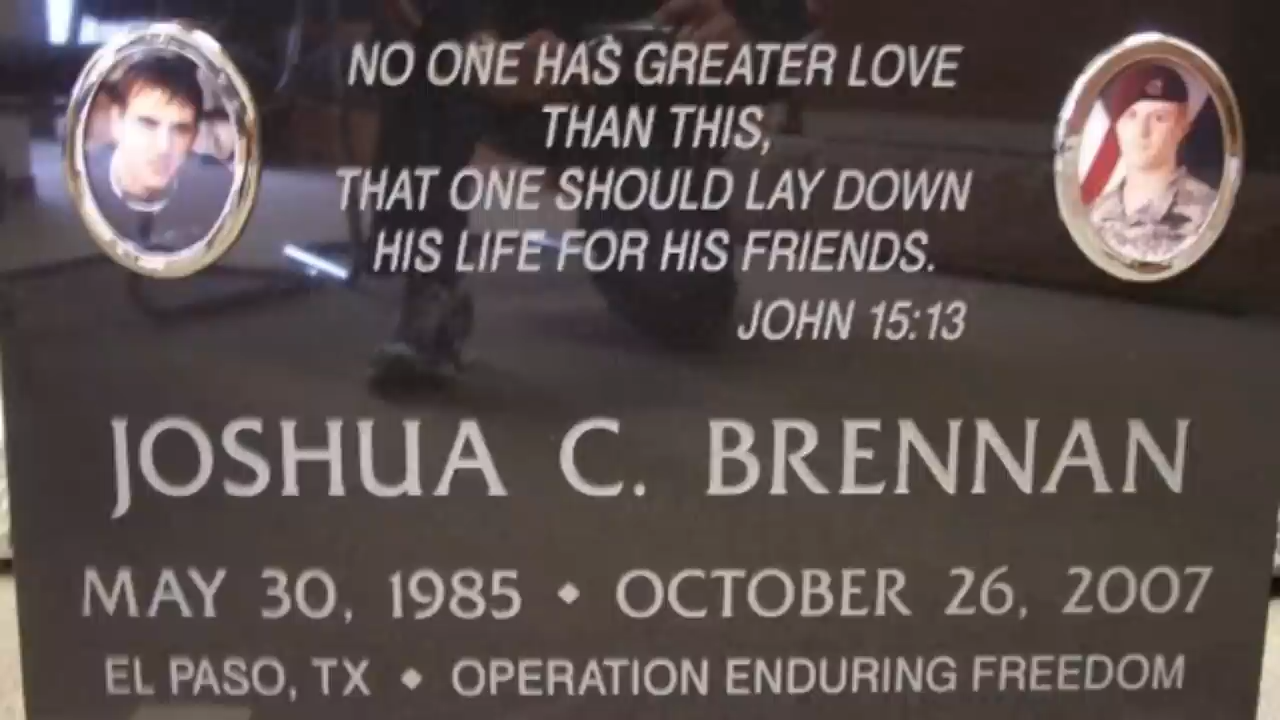 NO ONE HAS GREATER LOVE
THAN THIS,
THAT ONE SHOULD LAY DOWN
HIS LIFE FOR HIS FRIENDS.
JOHN 15:13
JOSHUA C. BRENNAN
MAY 30, 1985 ◆ OCTOBER 26, 2007
EL PASO, TX ◆ OPERATION ENDURING FREEDOM